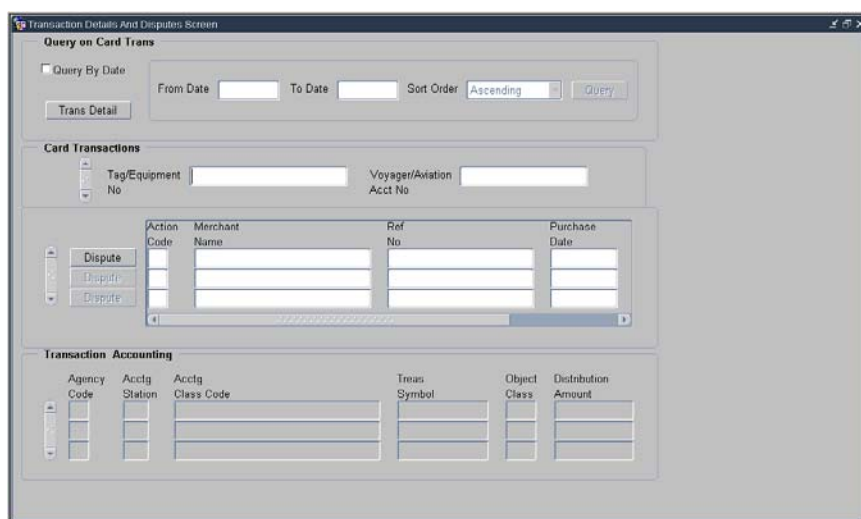 Transaction Details And Disputes Screen
Query on Card Trans
Query By Date
From Date To Date Sort Order Ascending Query
Trans Detail
Card Transactions
Tag/Equipment Voyager/Aviation
No Acct No
Action Merchant Ref Purchase
Code Name No Date
Dispute
Dispute
Dispute
Transaction Accounting
Agency Acctg Acctg Treas Object Distribution
Code Station Class Code Symbol Class Amount